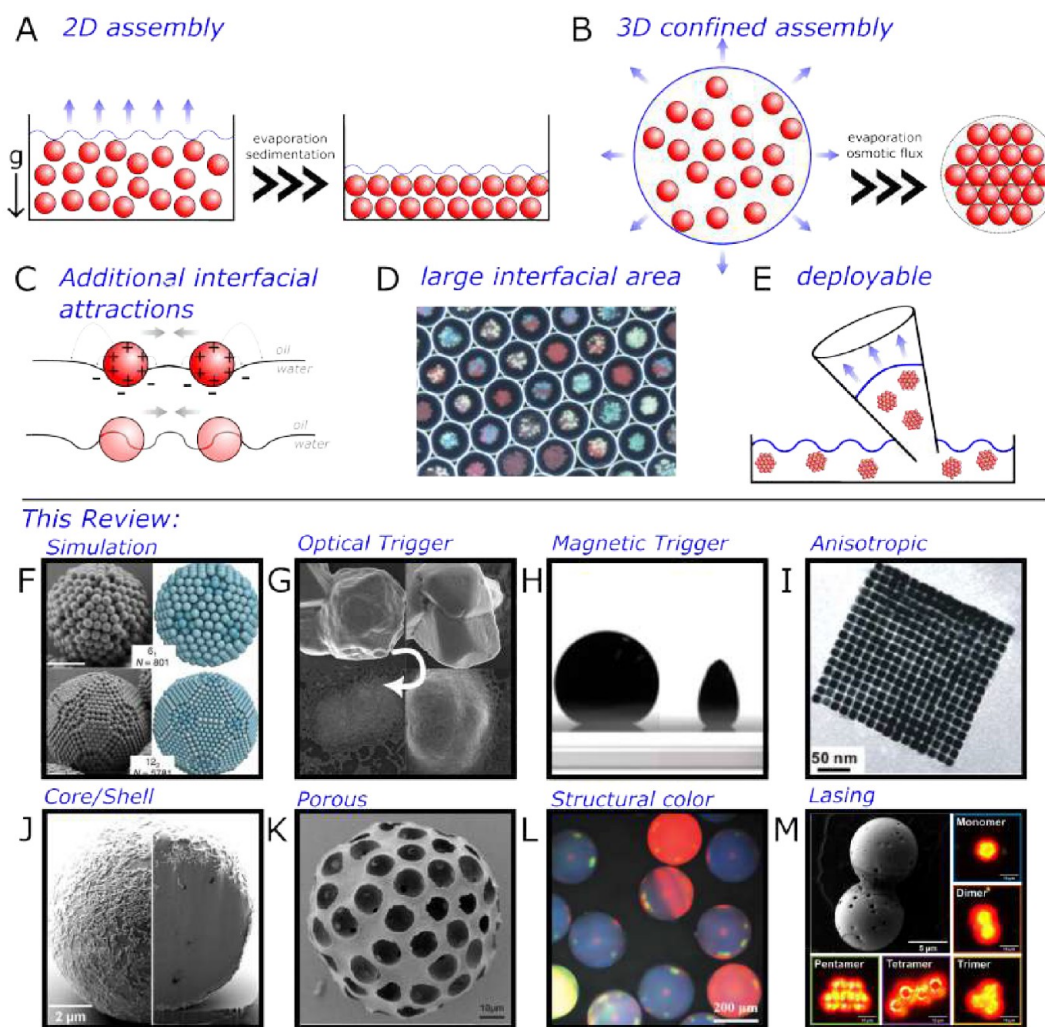 A 2D assembly
B 3D confined assembly
g
evaporation
sedimentation
evaporation
osmotic flux
C Additional interfacial
attractions
oil
water
oil
water
D large interfacial area
E deployable
This Review:
Simulation
Optical Trigger
Magnetic Trigger
Anisotropic
F
6₁
N = 801
12₂
N = 5781
G
H
I
50 nm
Core/Shell
Porous
Structural color
Lasing
J
2 µm
K
10µm
L
200 µm
M
Monomer
Dimer
5 µm
Pentamer
Tetramer
Trimer